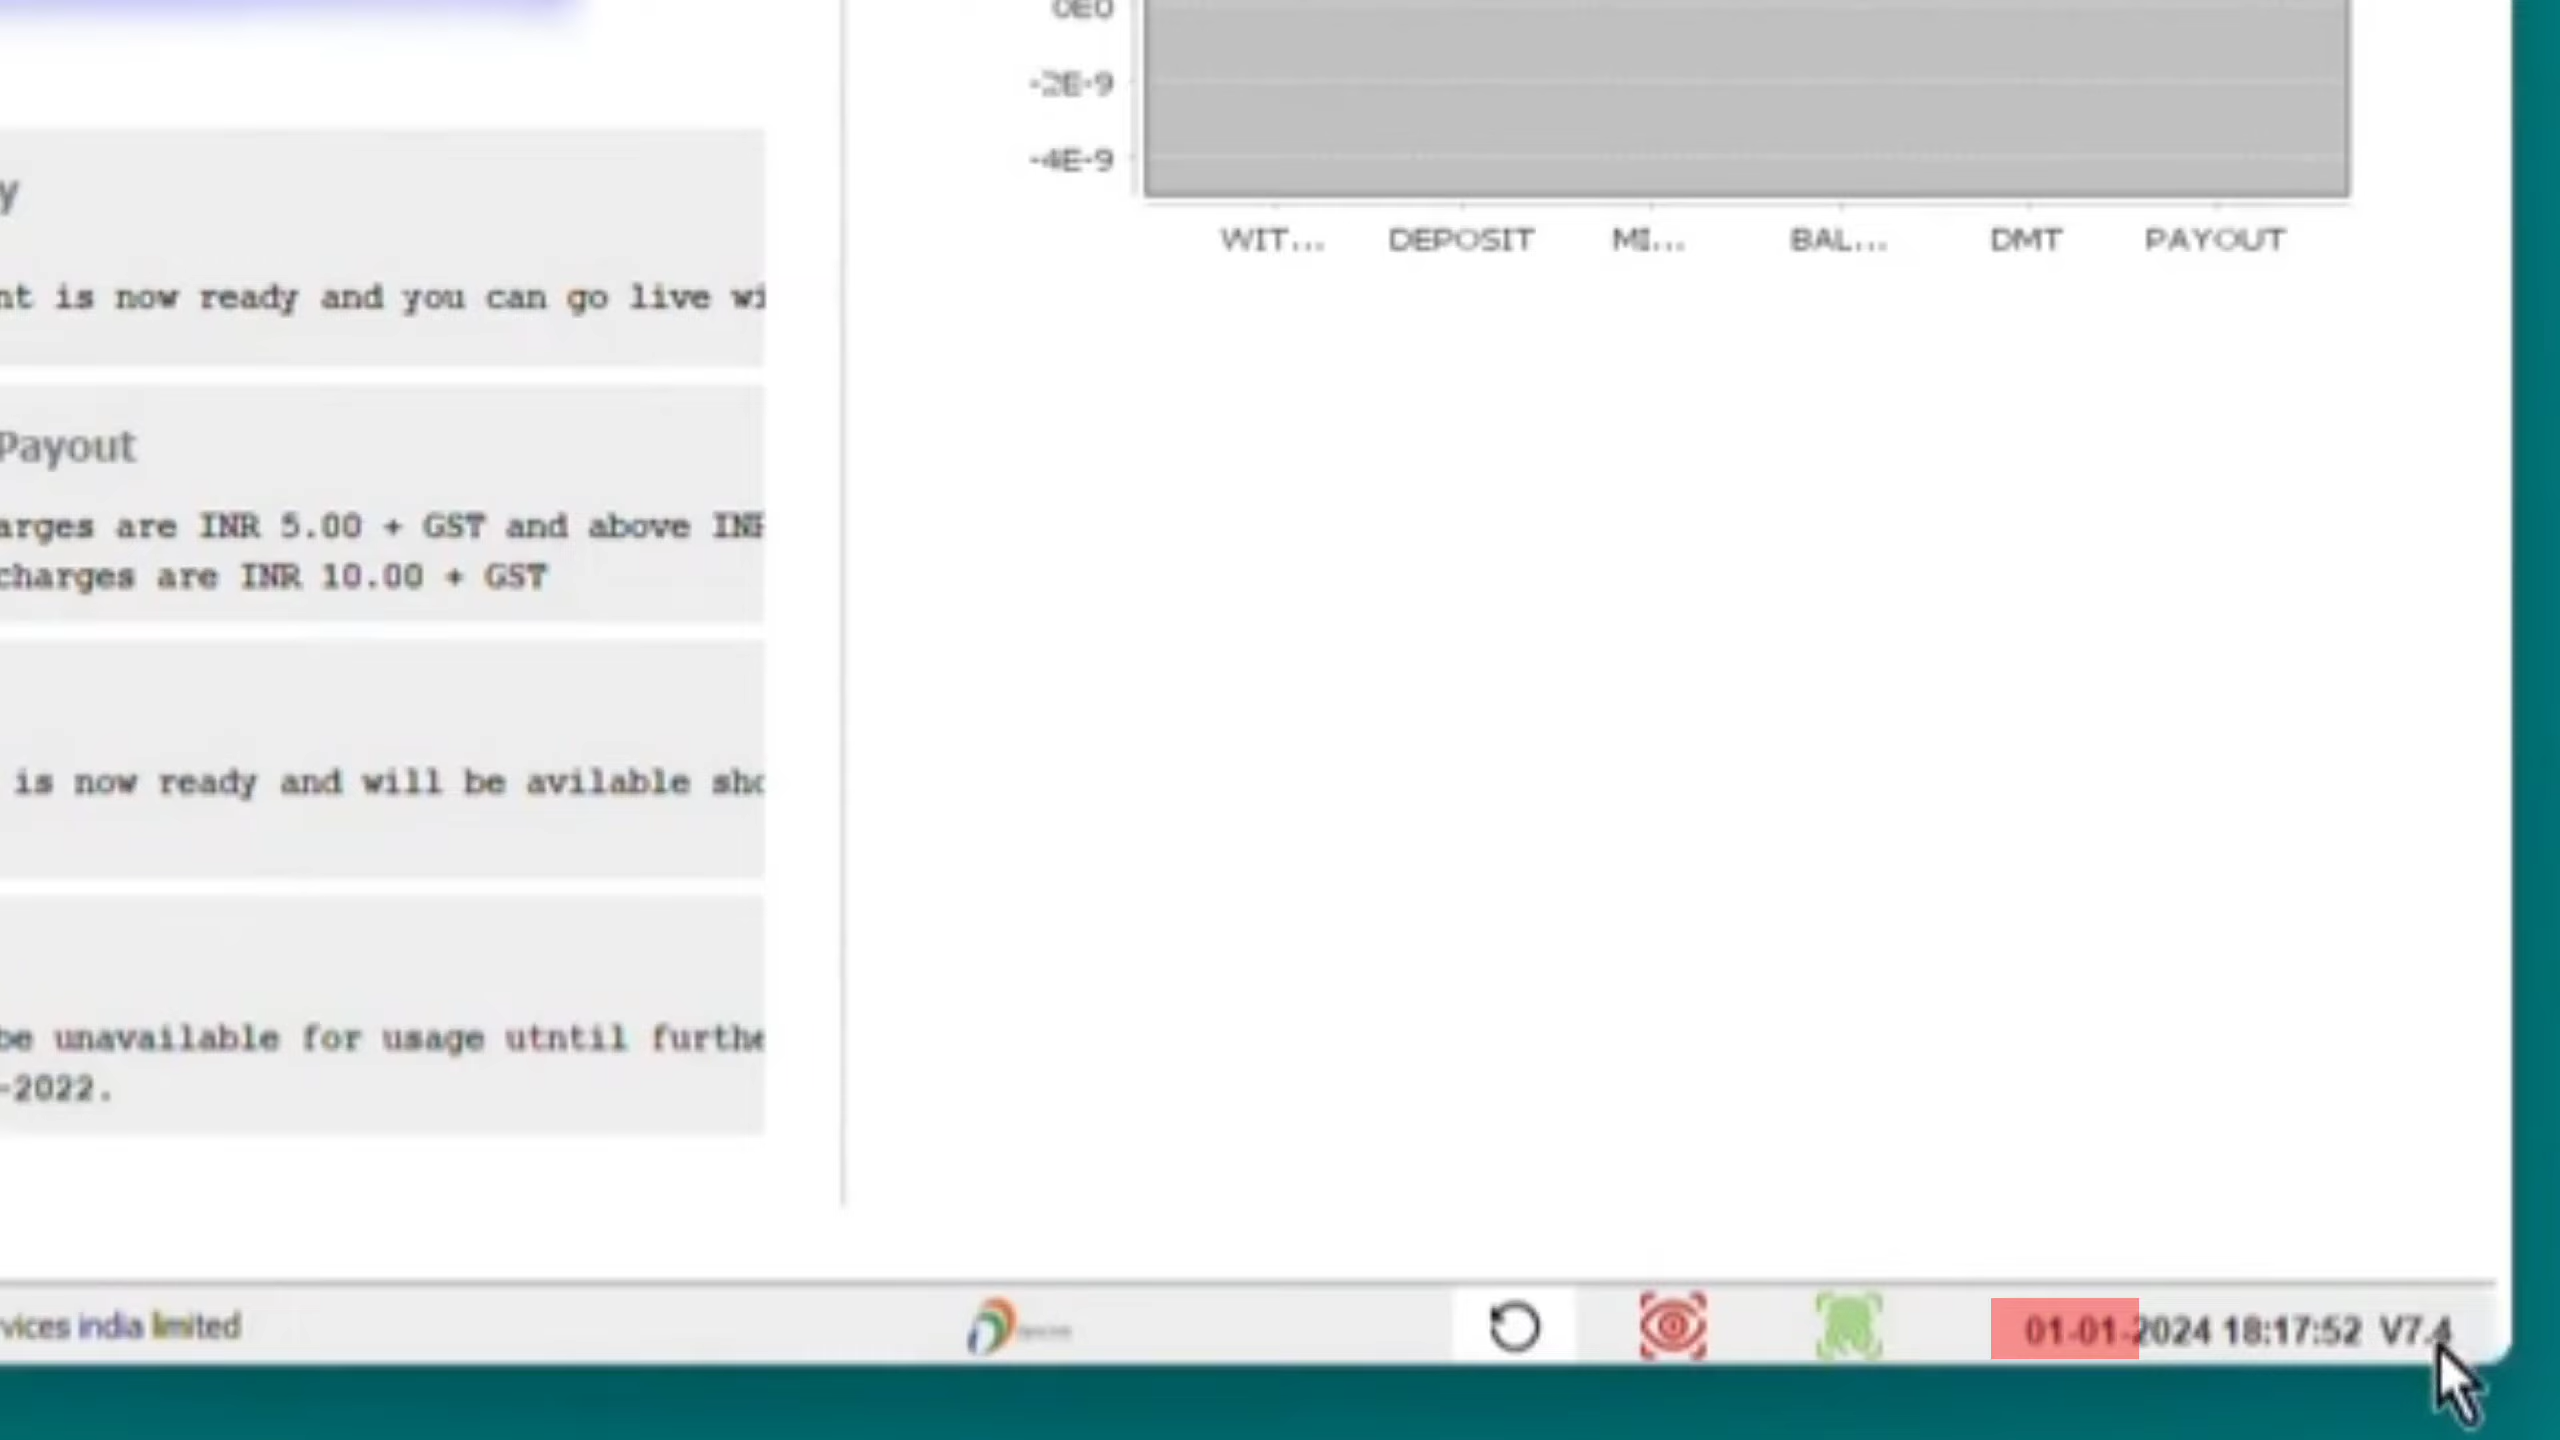 0E0
-2E-9
-4E-9
WIT... DEPOSIT MI... BAL... DMT PAYOUT
y
nt is now ready and you can go live wi
Payout
arges are INR 5.00 + GST and above INR
charges are INR 10.00 + GST
is now ready and will be avilable sho
be unavailable for usage utntil furthe
-2022.
vices india limited
01-01-2024 18:17:52 V7.4